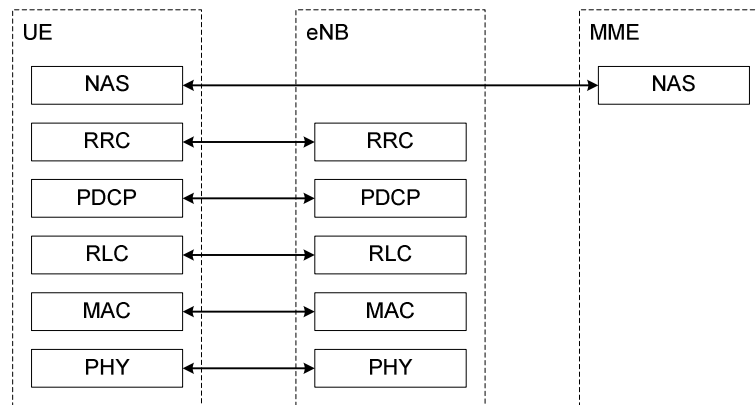 UE eNB MME
NAS NAS
RRC RRC
PDCP PDCP
RLC RLC
MAC MAC
PHY PHY